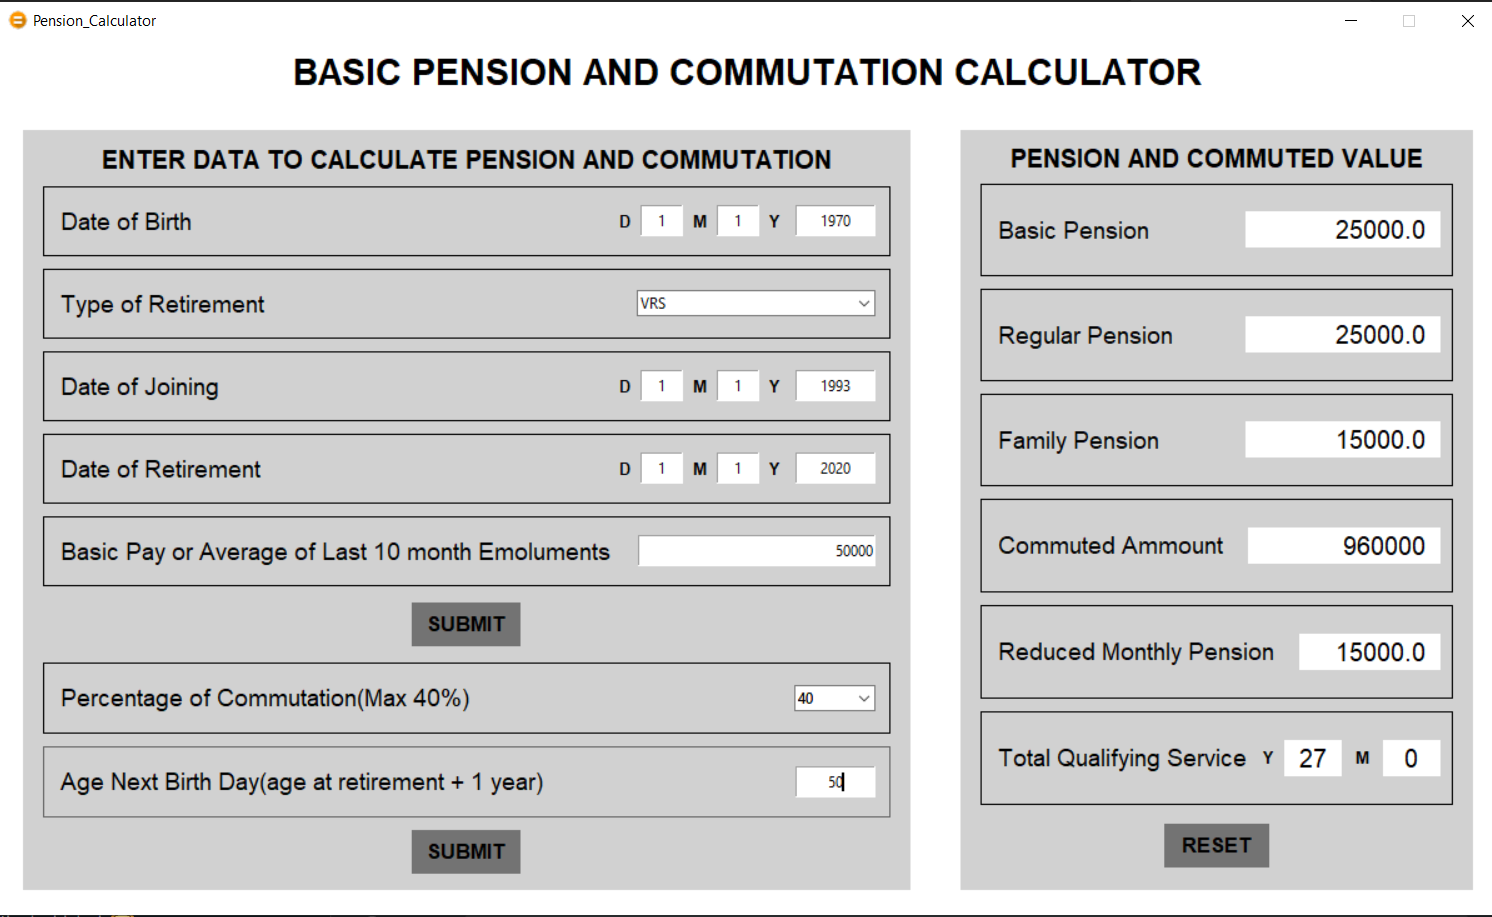 Pension_Calculator
BASIC PENSION AND COMMUTATION CALCULATOR
ENTER DATA TO CALCULATE PENSION AND COMMUTATION
Date of Birth D 1 M 1 Y 1970
Type of Retirement VRS
Date of Joining D 1 M 1 Y 1993
Date of Retirement D 1 M 1 Y 2020
Basic Pay or Average of Last 10 month Emoluments 50000
SUBMIT
Percentage of Commutation(Max 40%) 40
Age Next Birth Day(age at retirement + 1 year) 50
SUBMIT
PENSION AND COMMUTED VALUE
Basic Pension 25000.0
Regular Pension 25000.0
Family Pension 15000.0
Commuted Ammount 960000
Reduced Monthly Pension 15000.0
Total Qualifying Service Y 27 M 0
RESET